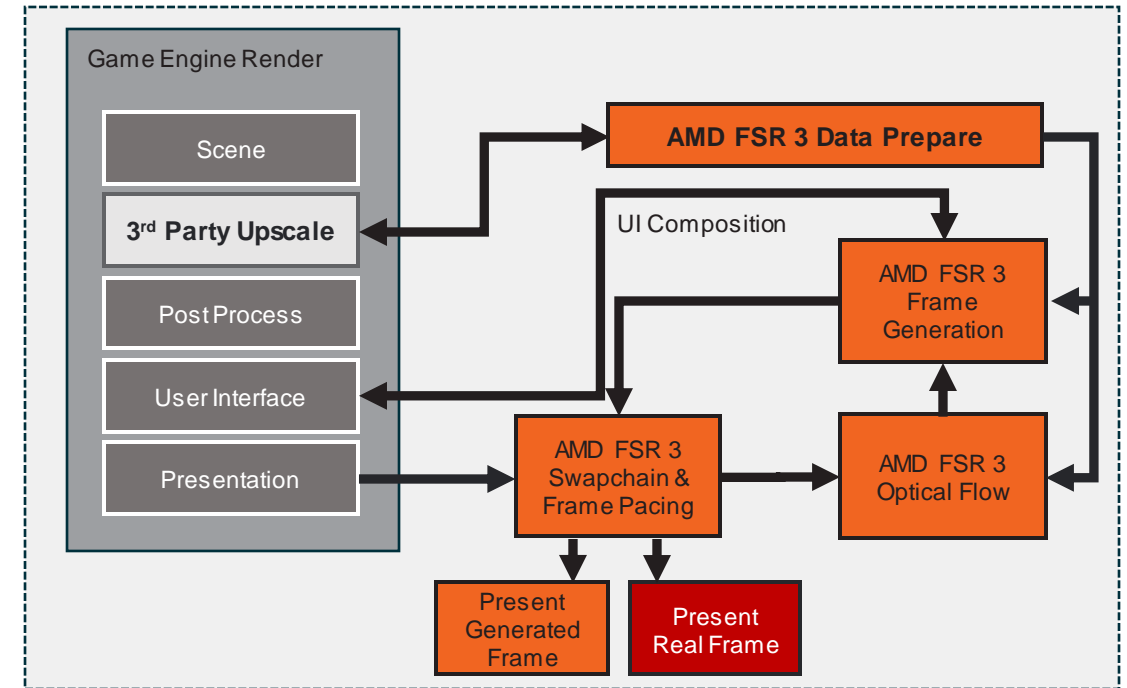 Game Engine Render
Scene
3rd Party Upscale
Post Process
User Interface
Presentation
AMD FSR 3 Data Prepare
UI Composition
AMD FSR 3
Frame
Generation
AMD FSR 3
Swapchain &
Frame Pacing
AMD FSR 3
Optical Flow
Present
Generated
Frame
Present
Real Frame